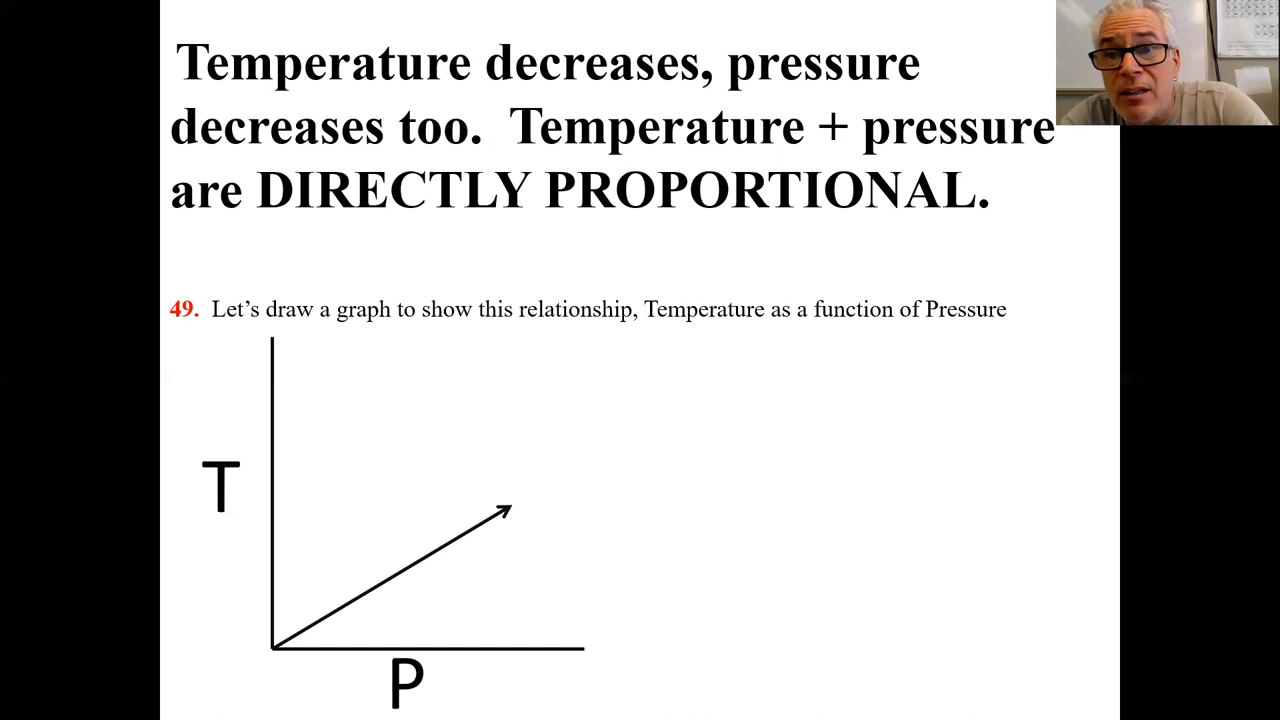 Temperature decreases, pressure
decreases too.  Temperature + pressure
are DIRECTLY PROPORTIONAL.
49.  Let’s draw a graph to show this relationship, Temperature as a function of Pressure
T
P